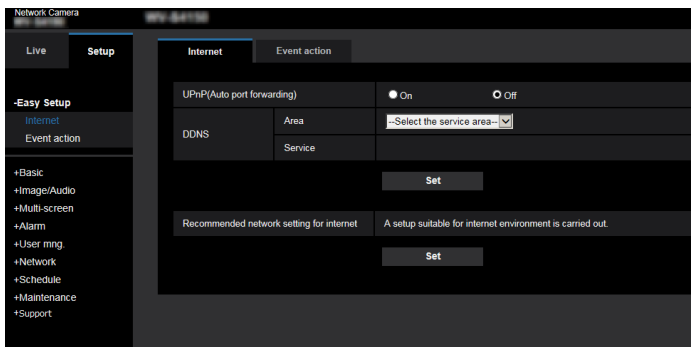 Network Camera
Live
Setup
-Easy Setup
Internet
Event action
+Basic
+Image/Audio
+Multi-screen
+Alarm
+User mng.
+Network
+Schedule
+Maintenance
+Support
Internet
Event action
UPnP(Auto port forwarding)
On
Off
DDNS
Area
--Select the service area--
Service
Set
Recommended network setting for internet
A setup suitable for internet environment is carried out.
Set